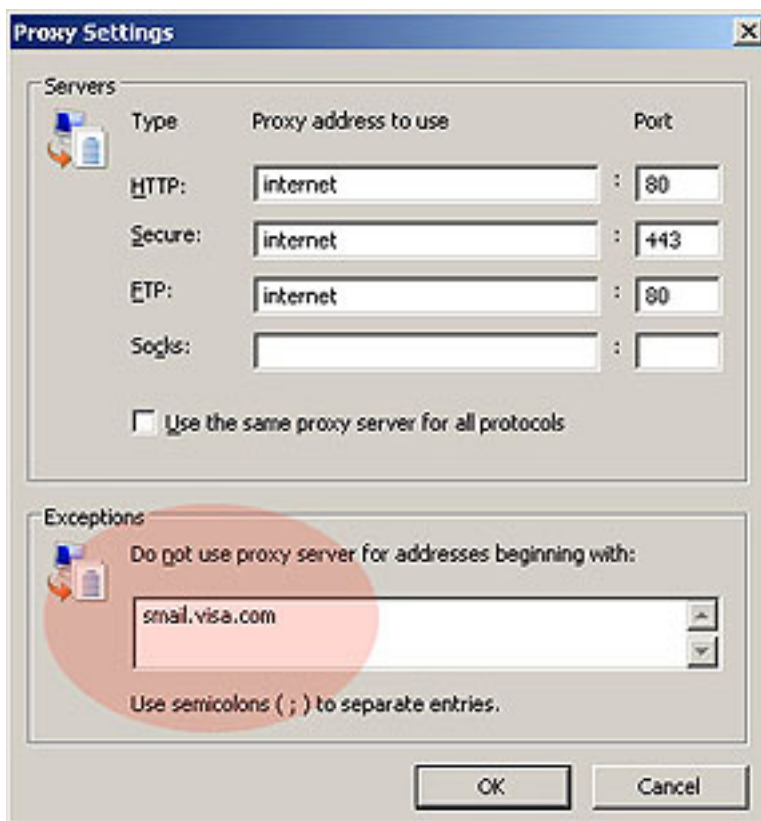 Proxy Settings
Servers
Type Proxy address to use Port
HTTP: internet : 80
Secure: internet : 443
FTP: internet : 80
Socks: :
Use the same proxy server for all protocols
Exceptions
Do not use proxy server for addresses beginning with:
smail.visa.com
Use semicolons ( ; ) to separate entries.
OK Cancel